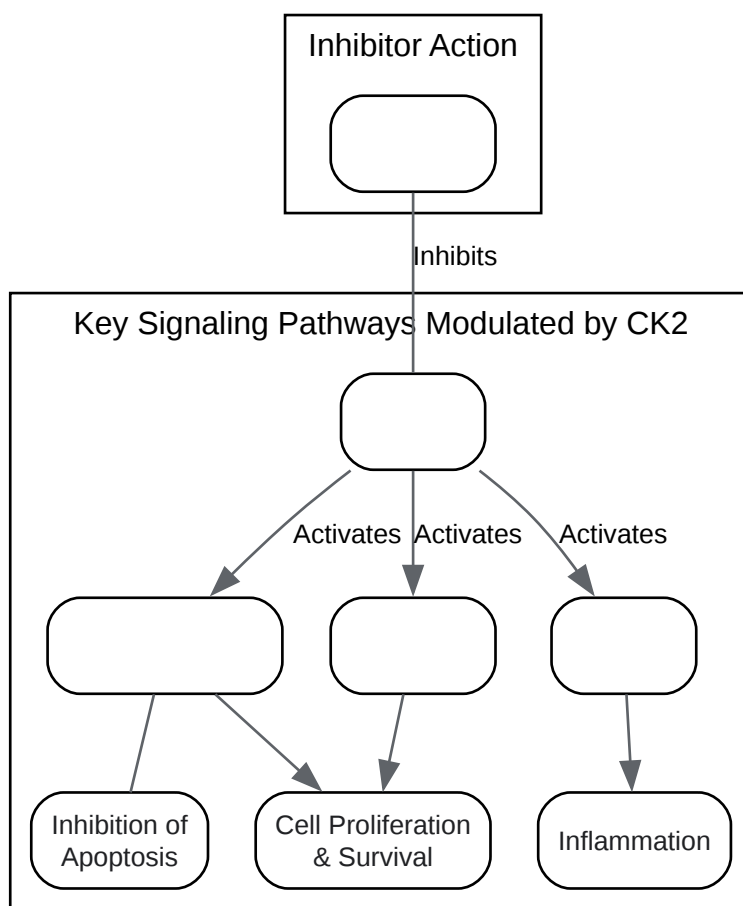 Inhibitor Action
Inhibits
Key Signaling Pathways Modulated by CK2
Activates
Activates
Activates
Inhibition of
Apoptosis
Cell Proliferation
& Survival
Inflammation